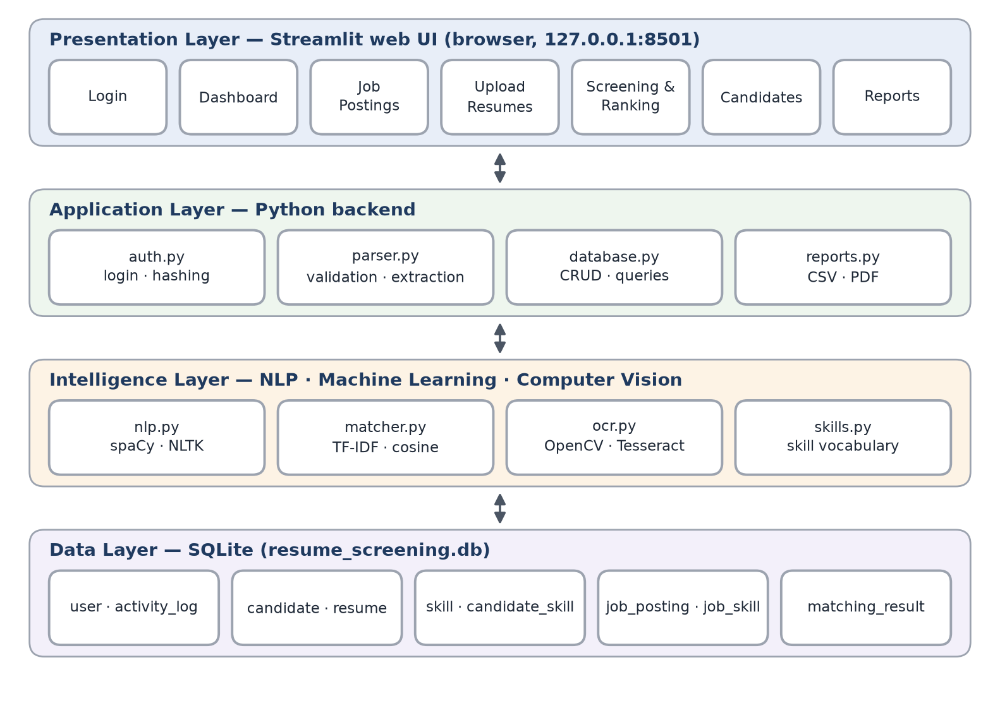 Presentation Layer — Streamlit web UI (browser, 127.0.0.1:8501)
Login
Dashboard
Job
Postings
Upload
Resumes
Screening &
Ranking
Candidates
Reports
Application Layer — Python backend
auth.py
login · hashing
parser.py
validation · extraction
database.py
CRUD · queries
reports.py
CSV · PDF
Intelligence Layer — NLP · Machine Learning · Computer Vision
nlp.py
spaCy · NLTK
matcher.py
TF-IDF · cosine
ocr.py
OpenCV · Tesseract
skills.py
skill vocabulary
Data Layer — SQLite (resume_screening.db)
user · activity_log
candidate · resume
skill · candidate_skill
job_posting · job_skill
matching_result